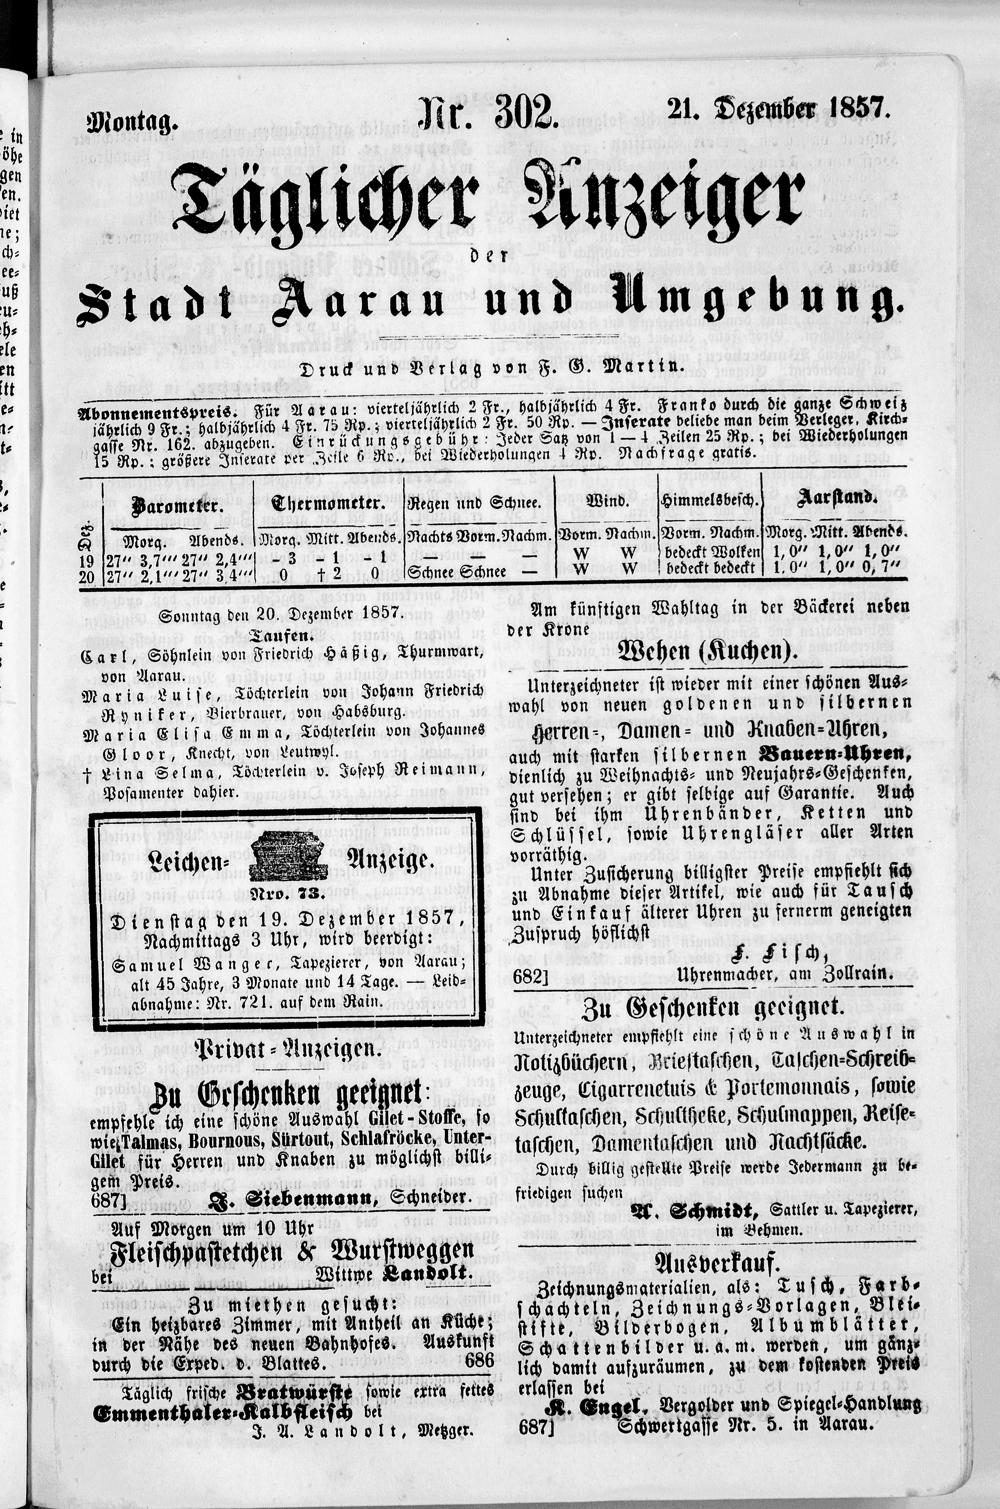 Montag. Nr. 302. 21. Dezember 1857.
Täglicher Anzeiger
der
Stadt Aarau und Umgebung.
Druck und Verlag von F. G. Martin.
Abonnementspreis. Für Aarau: vierteljährlich 2 Fr., halbjährlich 4 Fr. Franko durch die ganze Schweiz
jährlich 9 Fr.; halbjährlich 4 Fr. 75 Rp.; vierteljährlich 2 Fr. 50 Rp. — Inserate beliebe man beim Verleger, Kirch-
gasse Nr. 162. abzugeben. Einrückungsgebühr: Jeder Satz von 1—4 Zeilen 25 Rp.; bei Wiederholungen
15 Rp.; größere Inserate per Zeile 6 Rp., bei Wiederholungen 4 Rp. Nachfrage gratis.
Dez. Barometer. Thermometer. Regen und Schnee. Wind. Himmelsbesch. Aarstand.
Morg. Abends. Morg. Mitt. Abends. Nachts Vorm. Nachm. Vorm. Nachm. Vorm. Nachm. Morg. Mitt. Abends.
19 27" 3,7"' 27" 2,4"' - 3 - 1 - 1 — — — W W bedeckt Wolken 1,0" 1,0" 1,0"
20 27" 2,1"' 27" 3,4"' 0 † 2 0 Schnee Schnee — W W bedeckt bedeckt 1,0" 1,0" 0,7"
Sonntag den 20. Dezember 1857.
Taufen.
Carl, Söhnlein von Friedrich Häßig, Thurmwart,
von Aarau.
Maria Luise, Töchterlein von Johann Friedrich
Ryniker, Bierbrauer, von Habsburg.
Maria Elisa Emma, Töchterlein von Johannes
Gloor, Knecht, von Leutwyl.
† Lina Selma, Töchterlein v. Joseph Reimann,
Posamenter dahier.
Leichen- Anzeige.
Nro. 73.
Dienstag den 19. Dezember 1857,
Nachmittags 3 Uhr, wird beerdigt:
Samuel Wanger, Tapezierer, von Aarau;
alt 45 Jahre, 3 Monate und 14 Tage. — Leid-
abnahme: Nr. 721. auf dem Rain.
Privat-Anzeigen.
Zu Geschenken geeignet:
empfehle ich eine schöne Auswahl Gilet-Stoffe, so
wie Talmas, Bournous, Sürtout, Schlafröcke, Unter-
Gilet für Herren und Knaben zu möglichst billi-
gem Preis.
687] J. Siebenmann, Schneider.
Auf Morgen um 10 Uhr
Fleischpastetchen & Wurstweggen
bei Wittwe Landolt.
Zu miethen gesucht:
Ein heizbares Zimmer, mit Antheil an Küche;
in der Nähe des neuen Bahnhofes. Auskunft
durch die Exped. d. Blattes. 686
Täglich frische Bratwürste sowie extra fettes
Emmenthaler-Kalbfleisch bei
J. A. Landolt, Metzger.
Am künftigen Wahltag in der Bäckerei neben
der Krone
Wehen (Kuchen).
Unterzeichneter ist wieder mit einer schönen Aus-
wahl von neuen goldenen und silbernen
Herren-, Damen- und Knaben-Uhren,
auch mit starken silbernen Bauern-Uhren,
dienlich zu Weihnachts- und Neujahrs-Geschenken,
gut versehen; er gibt selbige auf Garantie. Auch
sind bei ihm Uhrenbänder, Ketten und
Schlüssel, sowie Uhrengläser aller Arten
vorräthig.
Unter Zusicherung billigster Preise empfiehlt sich
zu Abnahme dieser Artikel, wie auch für Tausch
und Einkauf älterer Uhren zu fernerm geneigten
Zuspruch höflichst
F. Fisch,
682] Uhrenmacher, am Zollrain.
Zu Geschenken geeignet.
Unterzeichneter empfiehlt eine schöne Auswahl in
Notizbüchern, Brieftaschen, Taschen-Schreib-
zeuge, Cigarrenetuis & Portemonnais, sowie
Schultaschen, Schultheke, Schulmappen, Reise-
taschen, Damentaschen und Nachtsäcke.
Durch billig gestellte Preise werde Jedermann zu be-
friedigen suchen
A. Schmidt, Sattler u. Tapezierer,
im Behmen.
Ausverkauf.
Zeichnungsmaterialien, als: Tusch, Farb-
schachteln, Zeichnungs-Vorlagen, Blei-
stifte, Bilderbogen, Albumblätter,
Schattenbilder u. a. m. werden, um gänz-
lich damit aufzuräumen, zu dem kostenden Preis
erlassen bei
K. Engel, Vergolder und Spiegel-Handlung
687] Schwertgasse Nr. 5. in Aarau.